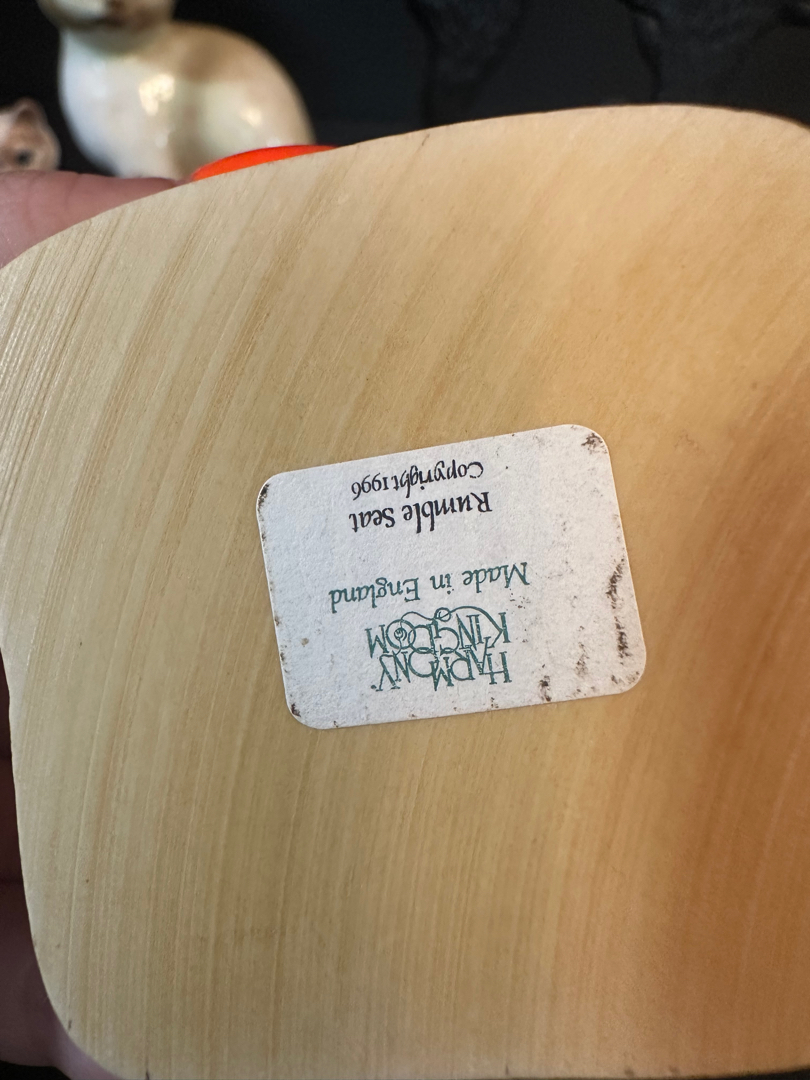 HARMONY
KINGDOM
Made in England
Rumble Seat
Copyright 1996